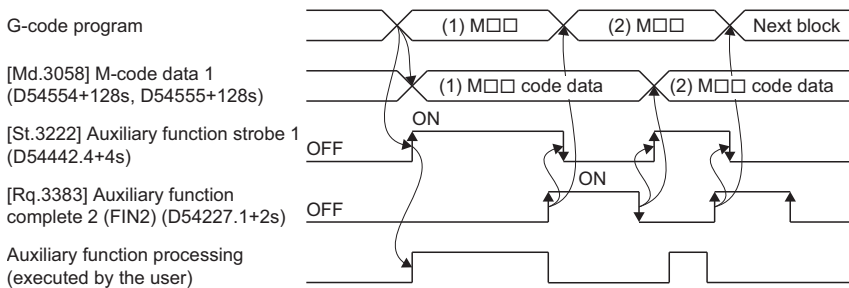 G-code program
(1) M□□
(2) M□□
Next block
[Md.3058] M-code data 1
(D54554+128s, D54555+128s)
(1) M□□ code data
(2) M□□ code data
[St.3222] Auxiliary function strobe 1
(D54442.4+4s)
OFF
ON
[Rq.3383] Auxiliary function
complete 2 (FIN2) (D54227.1+2s)
OFF
ON
Auxiliary function processing
(executed by the user)